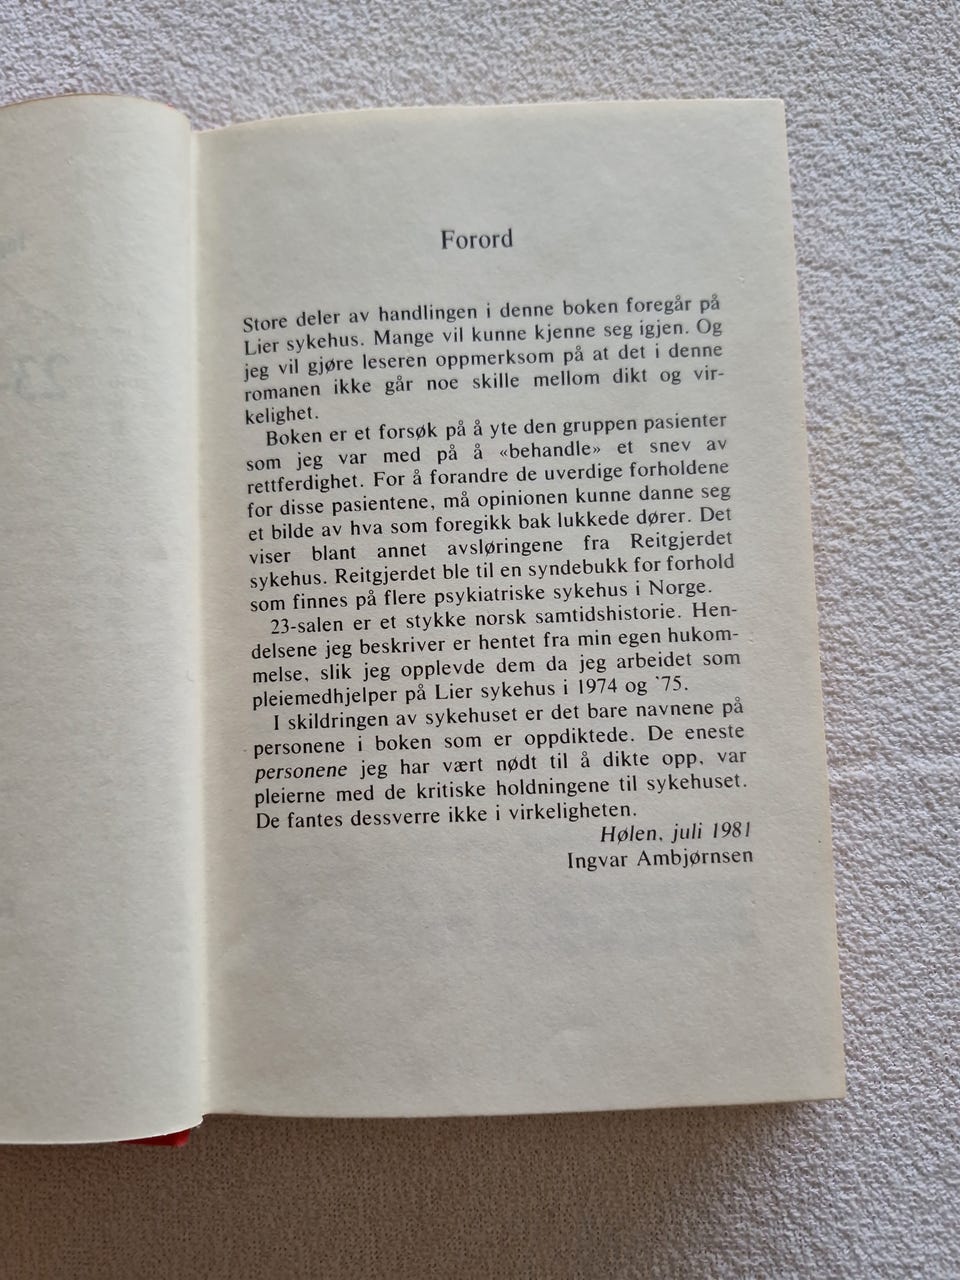 Forord
Store deler av handlingen i denne boken foregår på
Lier sykehus. Mange vil kunne kjenne seg igjen. Og
jeg vil gjøre leseren oppmerksom på at det i denne
romanen ikke går noe skille mellom dikt og vir-
kelighet.
Boken er et forsøk på å yte den gruppen pasienter
som jeg var med på å «behandle» et snev av
rettferdighet. For å forandre de uverdige forholdene
for disse pasientene, må opinionen kunne danne seg
et bilde av hva som foregikk bak lukkede dører. Det
viser blant annet avsløringene fra Reitgjerdet
sykehus. Reitgjerdet ble til en syndebukk for forhold
som finnes på flere psykiatriske sykehus i Norge.
23-salen er et stykke norsk samtidshistorie. Hen-
delsene jeg beskriver er hentet fra min egen hukom-
melse, slik jeg opplevde dem da jeg arbeidet som
pleiemedhjelper på Lier sykehus i 1974 og '75.
I skildringen av sykehuset er det bare navnene på
personene i boken som er oppdiktede. De eneste
personene jeg har vært nødt til å dikte opp, var
pleierne med de kritiske holdningene til sykehuset.
De fantes dessverre ikke i virkeligheten.
Hølen, juli 1981
Ingvar Ambjørnsen